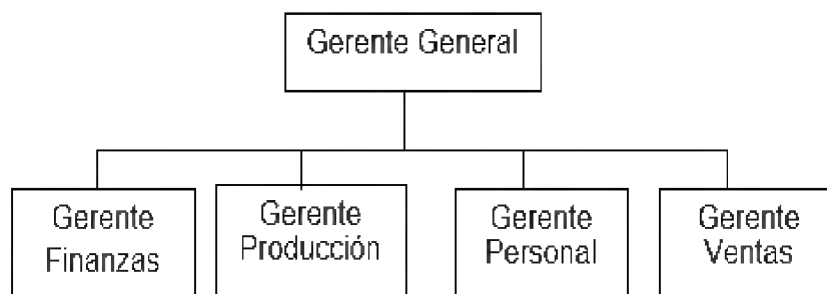 Gerente General
Gerente
Finanzas
Gerente
Producción
Gerente
Personal
Gerente
Ventas